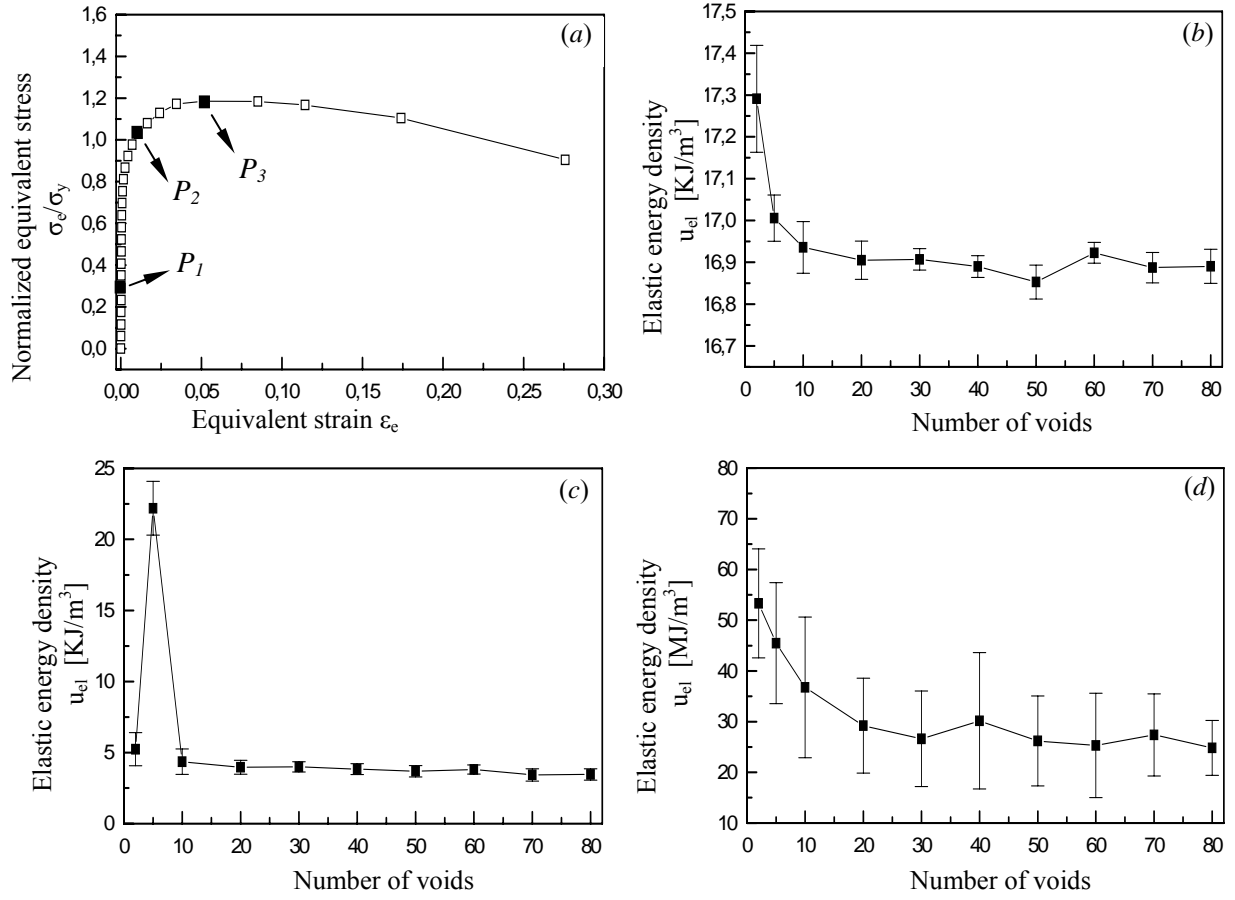 (a)
1,6
1,4
1,2
1,0
0,8
0,6
0,4
0,2
0,0
Normalized equivalent stress
σe/σy
P1
P2
P3
0,00 0,05 0,10 0,15 0,20 0,25 0,30
Equivalent strain εe
(b)
17,5
17,4
17,3
17,2
17,1
17,0
16,9
16,8
16,7
Elastic energy density
uel [KJ/m³]
0 10 20 30 40 50 60 70 80
Number of voids
(c)
25
20
15
10
5
0
Elastic energy density
uel [KJ/m³]
0 10 20 30 40 50 60 70 80
Number of voids
(d)
80
70
60
50
40
30
20
10
Elastic energy density
uel [MJ/m³]
0 10 20 30 40 50 60 70 80
Number of voids